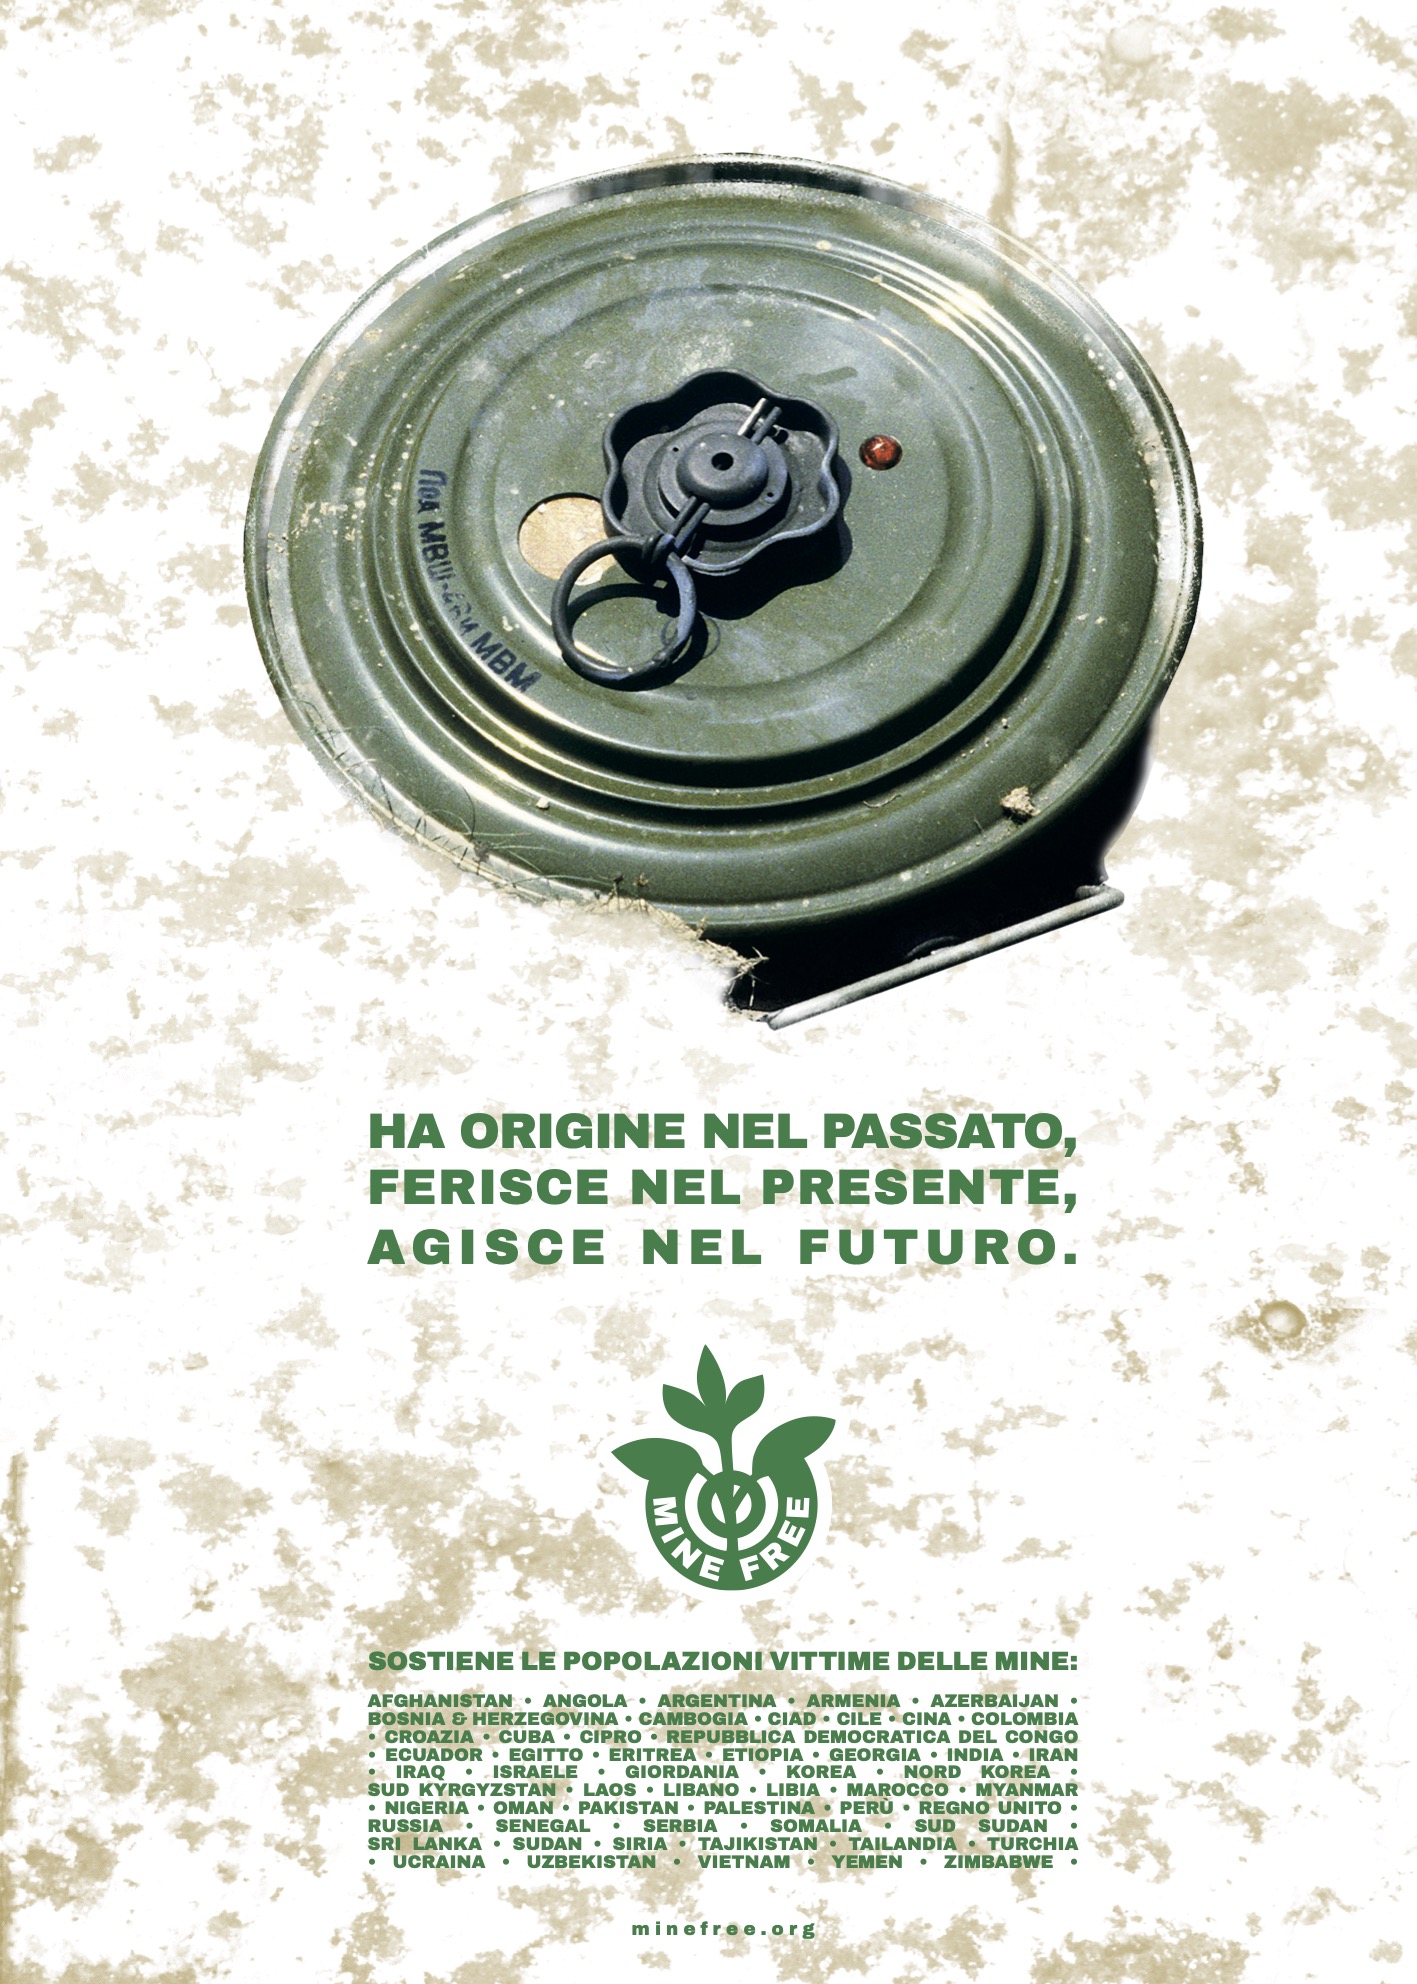 Под МВШ-
МВМ
HA ORIGINE NEL PASSATO,
FERISCE NEL PRESENTE,
AGISCE NEL FUTURO.
MINE FREE
SOSTIENE LE POPOLAZIONI VITTIME DELLE MINE:
AFGHANISTAN • ANGOLA • ARGENTINA • ARMENIA • AZERBAIJAN •
BOSNIA & HERZEGOVINA • CAMBOGIA • CIAD • CILE • CINA • COLOMBIA
• CROAZIA • CUBA • CIPRO • REPUBBLICA DEMOCRATICA DEL CONGO
• ECUADOR • EGITTO • ERITREA • ETIOPIA • GEORGIA • INDIA • IRAN
• IRAQ • ISRAELE • GIORDANIA • KOREA • NORD KOREA •
SUD KYRGYZSTAN • LAOS • LIBANO • LIBIA • MAROCCO • MYANMAR
• NIGERIA • OMAN • PAKISTAN • PALESTINA • PERÙ • REGNO UNITO •
RUSSIA • SENEGAL • SERBIA • SOMALIA • SUD SUDAN •
SRI LANKA • SUDAN • SIRIA • TAJIKISTAN • TAILANDIA • TURCHIA
• UCRAINA • UZBEKISTAN • VIETNAM • YEMEN • ZIMBABWE •
minefree.org